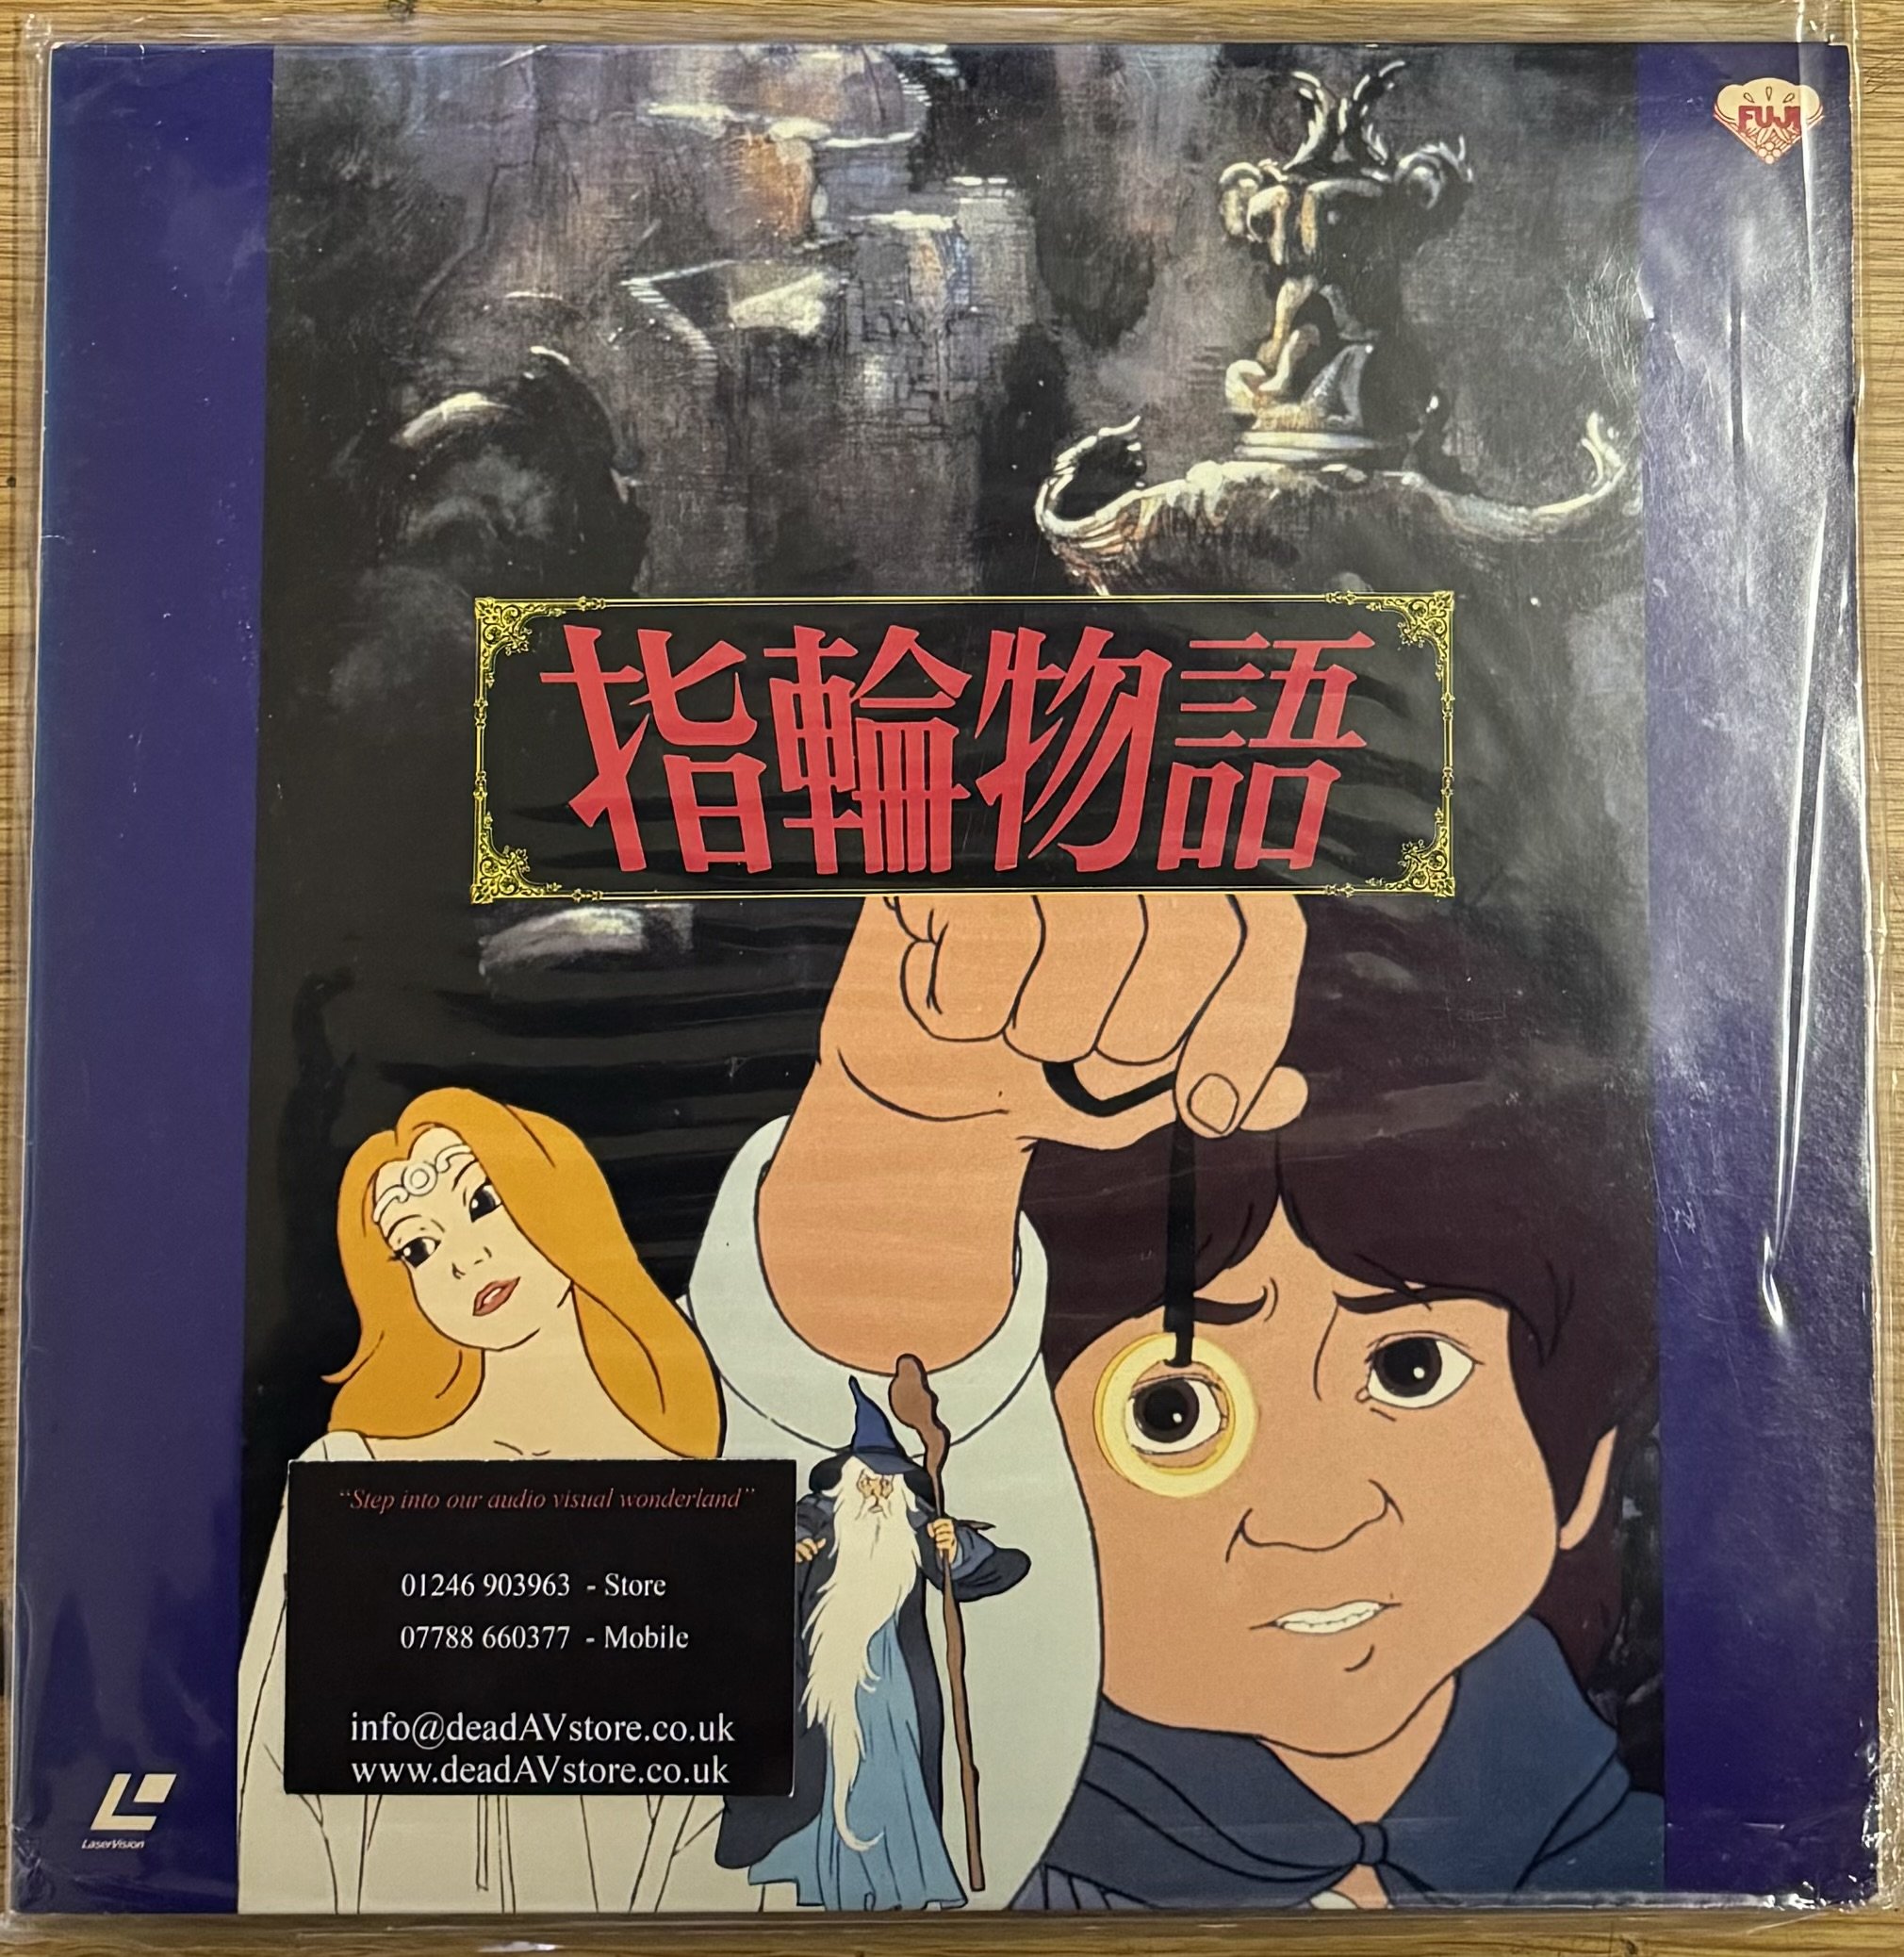 FUJI
指輪物語
“Step into our audio visual wonderland”
01246 903963 - Store
07788 660377 - Mobile
info@deadAVstore.co.uk
www.deadAVstore.co.uk
LaserVision